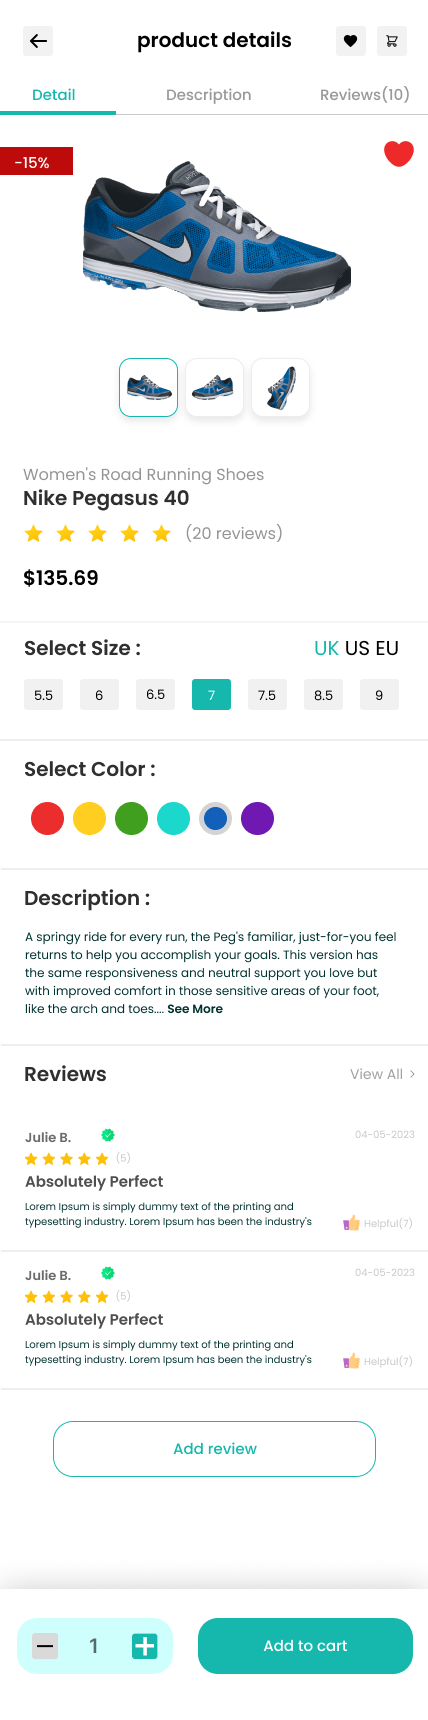 product details
Detail Description Reviews(10)
-15%
Women's Road Running Shoes
Nike Pegasus 40
(20 reviews)
$135.69
Select Size : UK US EU
5.5 6 6.5 7 7.5 8.5 9
Select Color :
Description :
A springy ride for every run, the Peg's familiar, just-for-you feel
returns to help you accomplish your goals. This version has
the same responsiveness and neutral support you love but
with improved comfort in those sensitive areas of your foot,
like the arch and toes.... See More
Reviews View All >
Julie B. 04-05-2023
(5)
Absolutely Perfect
Lorem Ipsum is simply dummy text of the printing and
typesetting industry. Lorem Ipsum has been the industry's Helpful(7)
Julie B. 04-05-2023
(5)
Absolutely Perfect
Lorem Ipsum is simply dummy text of the printing and
typesetting industry. Lorem Ipsum has been the industry's Helpful(7)
Add review
1 Add to cart